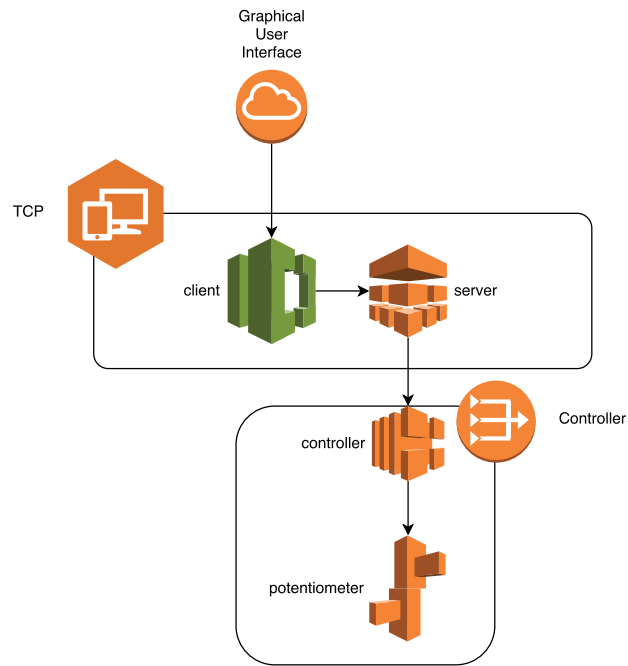 Graphical
User
Interface
TCP
client
server
Controller
controller
potentiometer